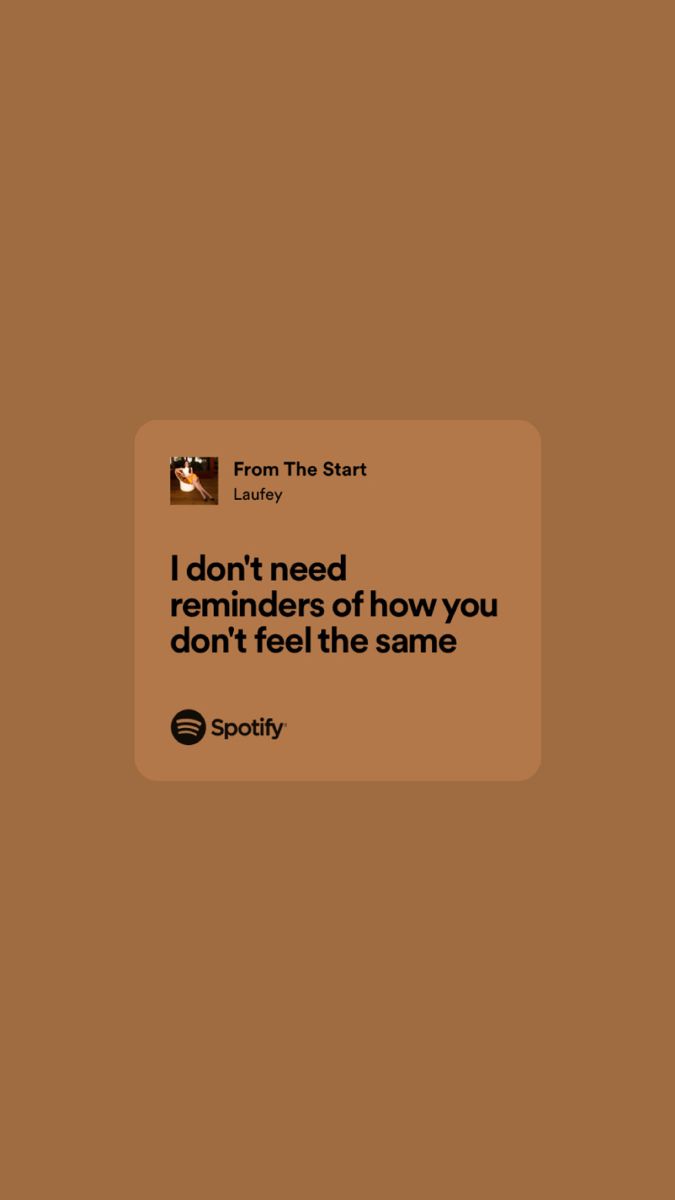 From The Start
Laufey
I don't need
reminders of how you
don't feel the same
Spotify